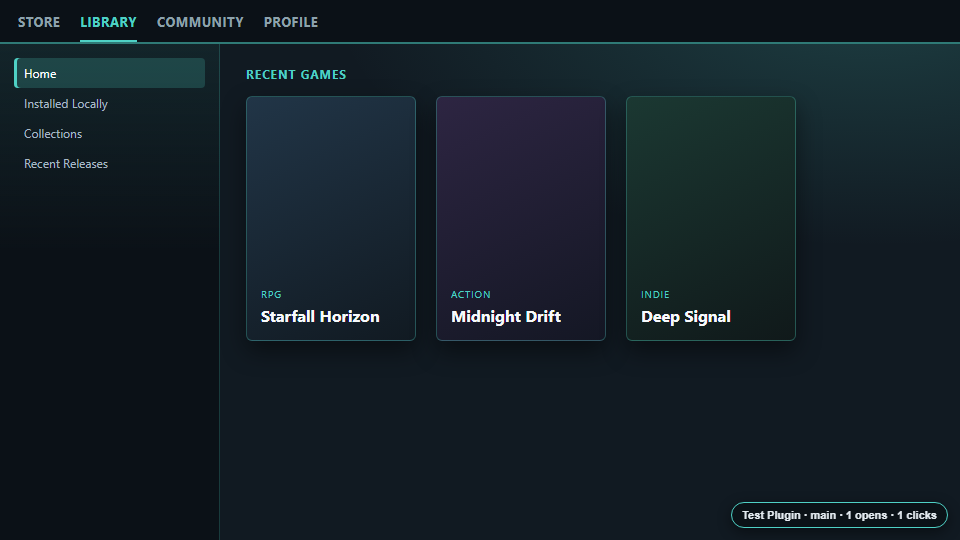 STORE LIBRARY COMMUNITY PROFILE
Home
Installed Locally
Collections
Recent Releases
RECENT GAMES
RPG
Starfall Horizon
ACTION
Midnight Drift
INDIE
Deep Signal
Test Plugin · main · 1 opens · 1 clicks